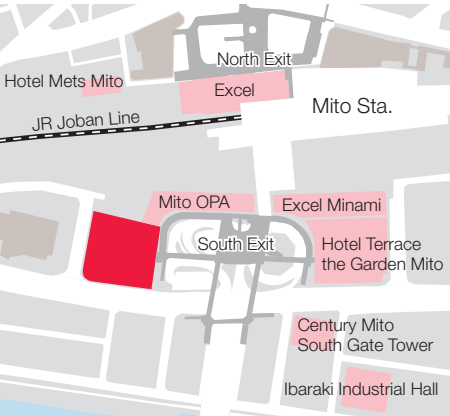 North Exit
Hotel Mets Mito
Excel
Mito Sta.
JR Joban Line
Mito OPA
Excel Minami
South Exit
Hotel Terrace
the Garden Mito
Century Mito
South Gate Tower
Ibaraki Industrial Hall